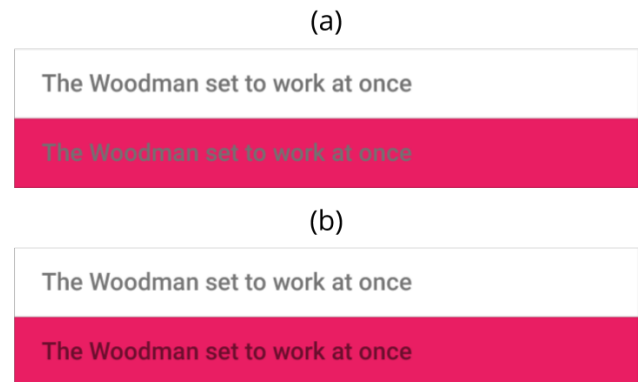 (a)
The Woodman set to work at once
The Woodman set to work at once
(b)
The Woodman set to work at once
The Woodman set to work at once